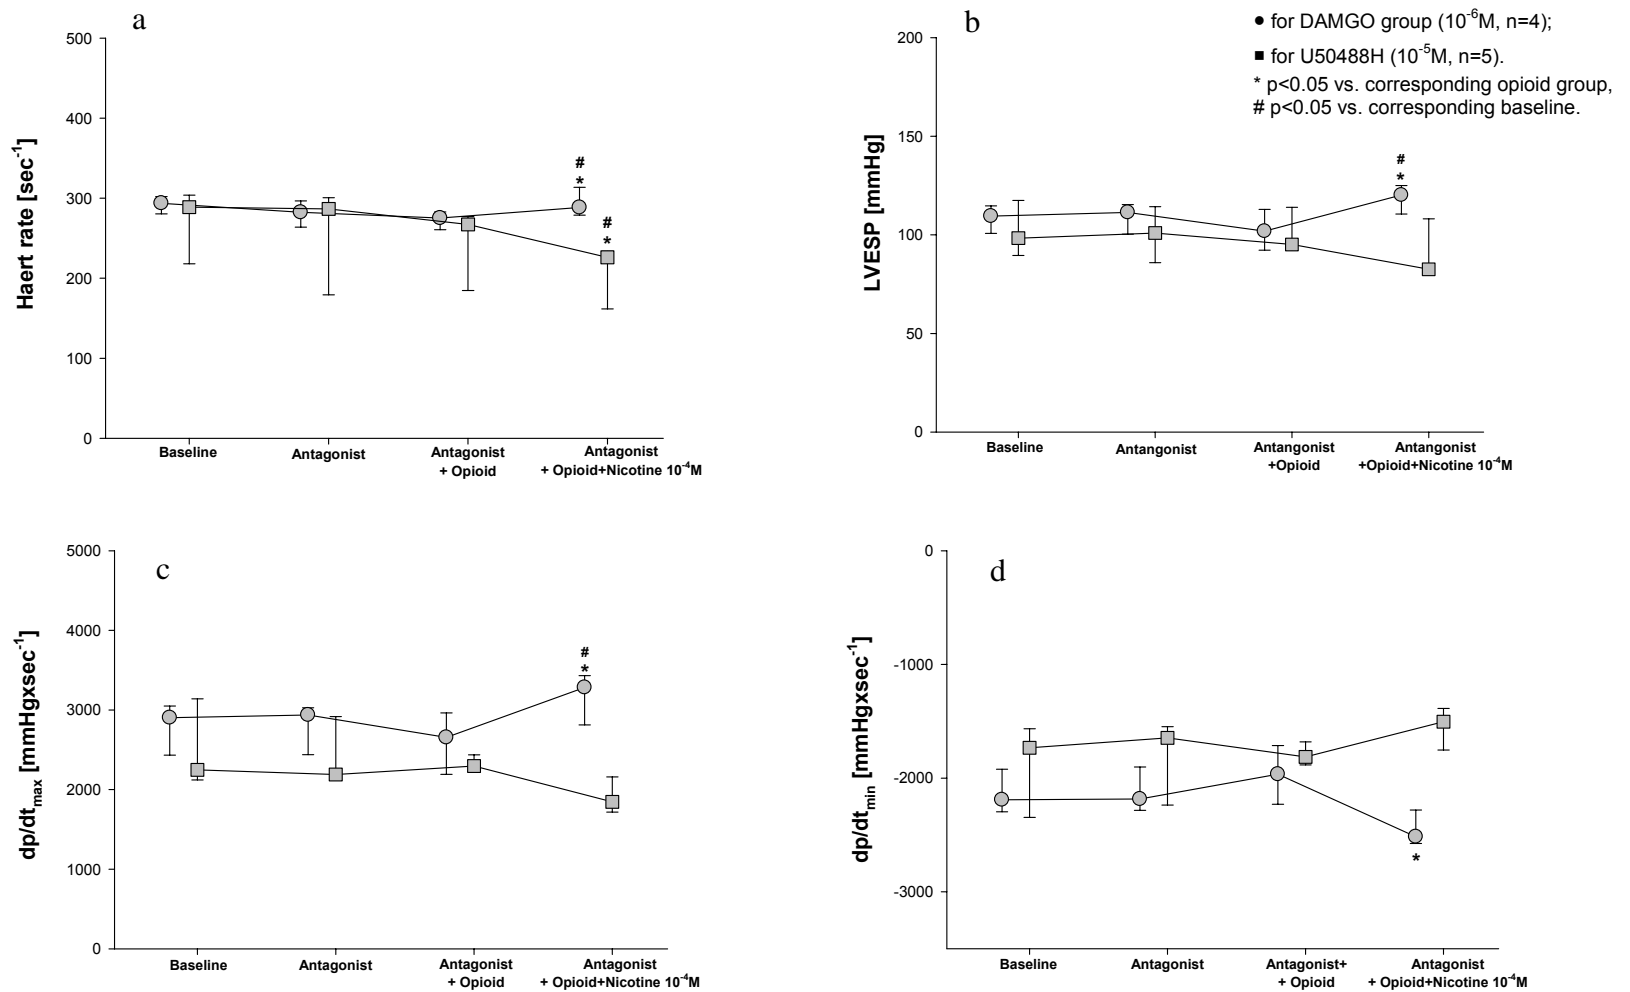 a
500
400
300
200
100
0
Haert rate [sec⁻¹]
#
*
#
*
Baseline
Antagonist
Antagonist
+ Opioid
Antagonist
+ Opioid+Nicotine 10⁻⁴M
b
● for DAMGO group (10⁻⁶M, n=4);
■ for U50488H (10⁻⁵M, n=5).
* p<0.05 vs. corresponding opioid group,
# p<0.05 vs. corresponding baseline.
200
150
100
50
0
LVESP [mmHg]
#
*
Baseline
Antangonist
Antangonist
+Opioid
Antangonist
+Opioid+Nicotine 10⁻⁴M
c
5000
4000
3000
2000
1000
0
dp/dtmax [mmHgxsec⁻¹]
#
*
Baseline
Antagonist
Antagonist
+ Opioid
Antagonist
+ Opioid+Nicotine 10⁻⁴M
d
0
-1000
-2000
-3000
dp/dtmin [mmHgxsec⁻¹]
*
Baseline
Antagonist
Antagonist+
+ Opioid
Antagonist
+ Opioid+Nicotine 10⁻⁴M